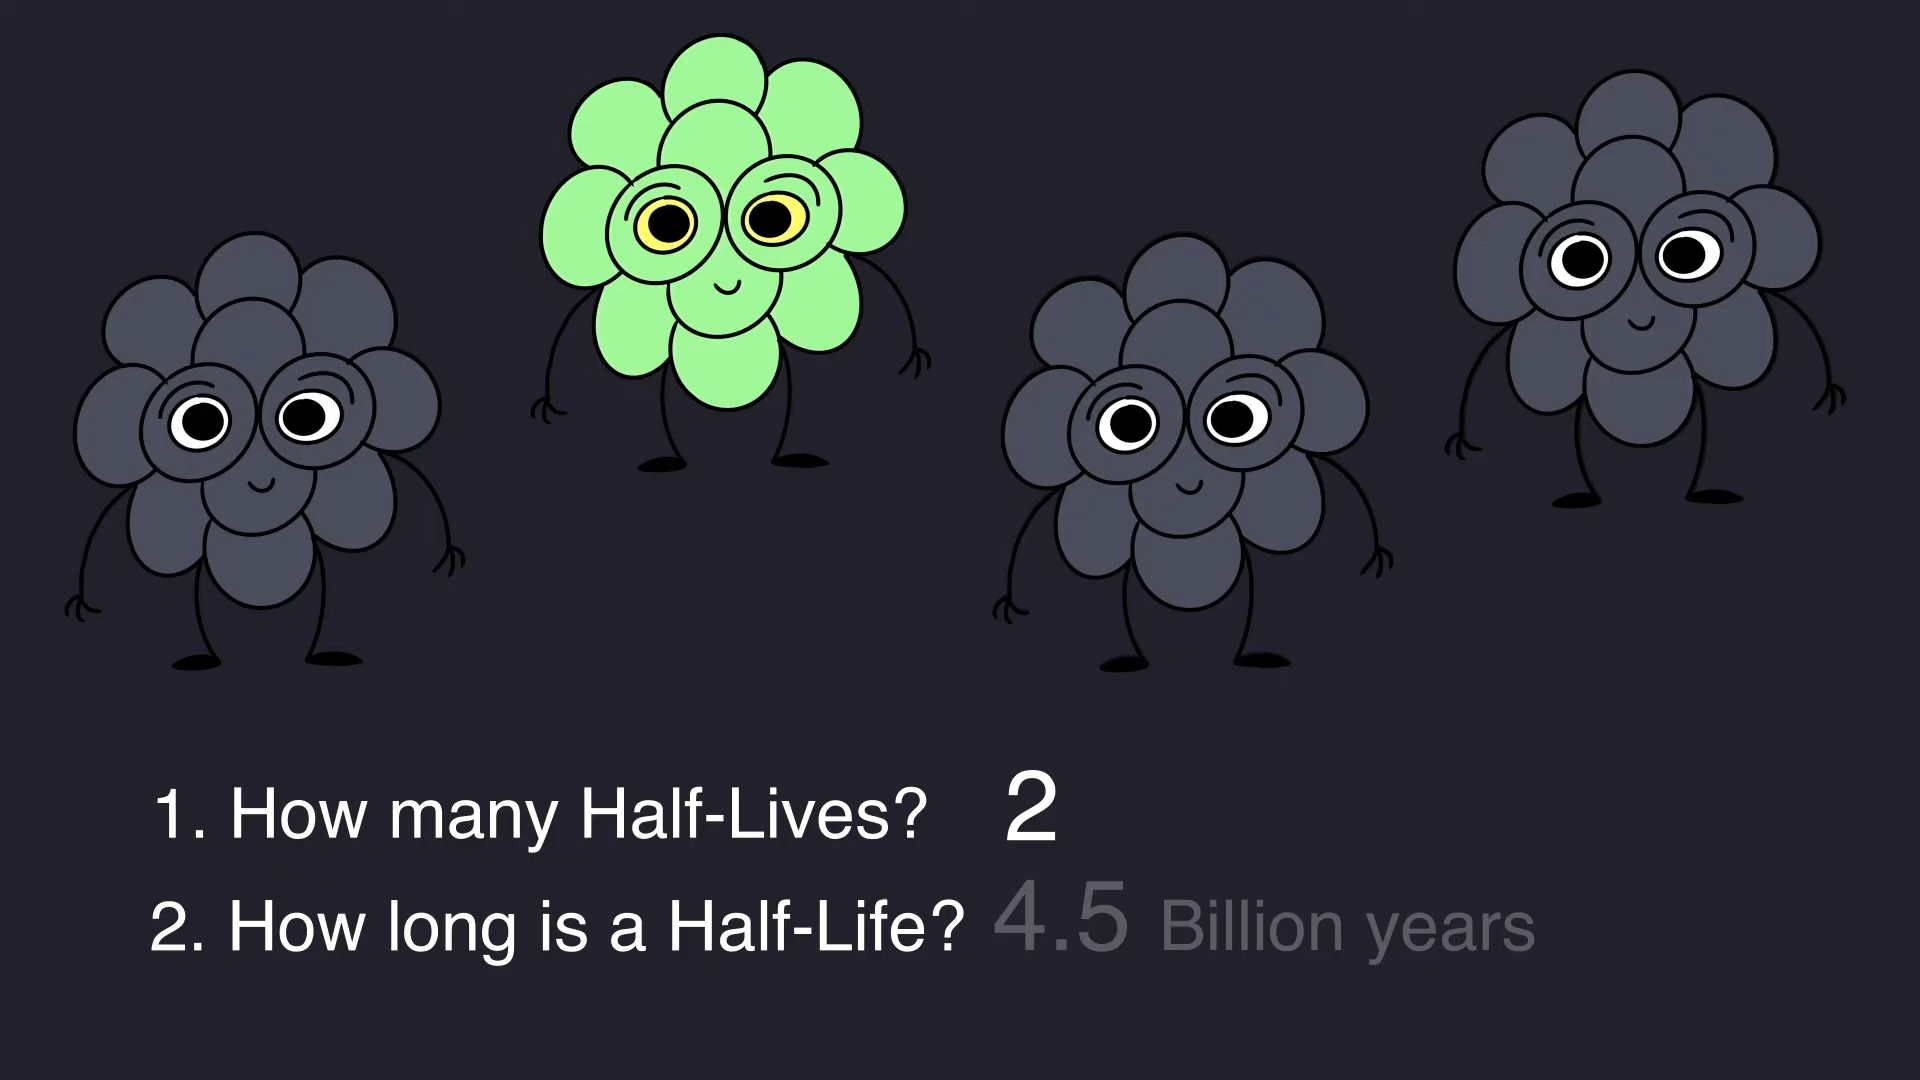 1. How many Half-Lives? 2
2. How long is a Half-Life? 4.5 Billion years